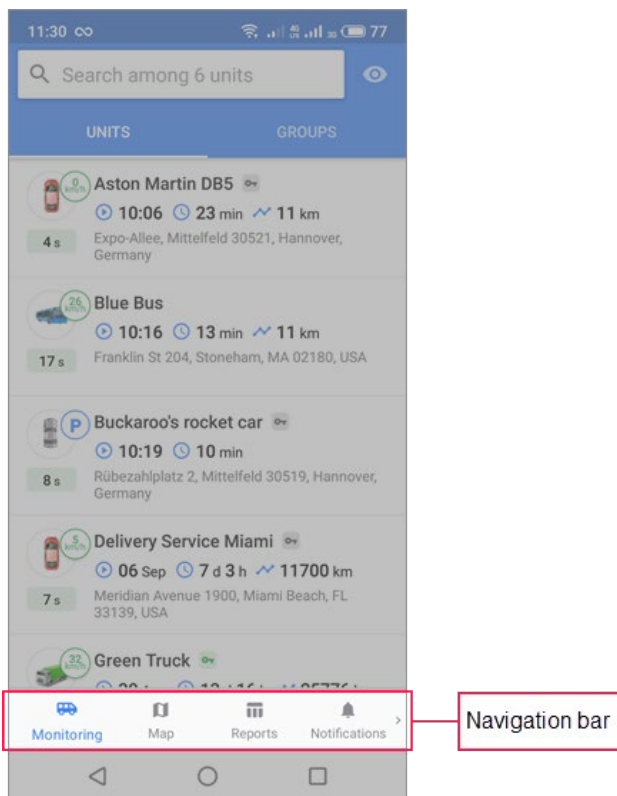 11:30
4G
LTE
3G
77
Search among 6 units
UNITS
GROUPS
0
km/h
Aston Martin DB5
10:06 23 min 11 km
4 s
Expo-Allee, Mittelfeld 30521, Hannover,
Germany
26
km/h
Blue Bus
10:16 13 min 11 km
17 s
Franklin St 204, Stoneham, MA 02180, USA
P
Buckaroo's rocket car
10:19 10 min
8 s
Rübezahlplatz 2, Mittelfeld 30519, Hannover,
Germany
5
km/h
Delivery Service Miami
06 Sep 7 d 3 h 11700 km
7 s
Meridian Avenue 1900, Miami Beach, FL
33139, USA
32
km/h
Green Truck
Monitoring
Map
Reports
Notifications
Navigation bar